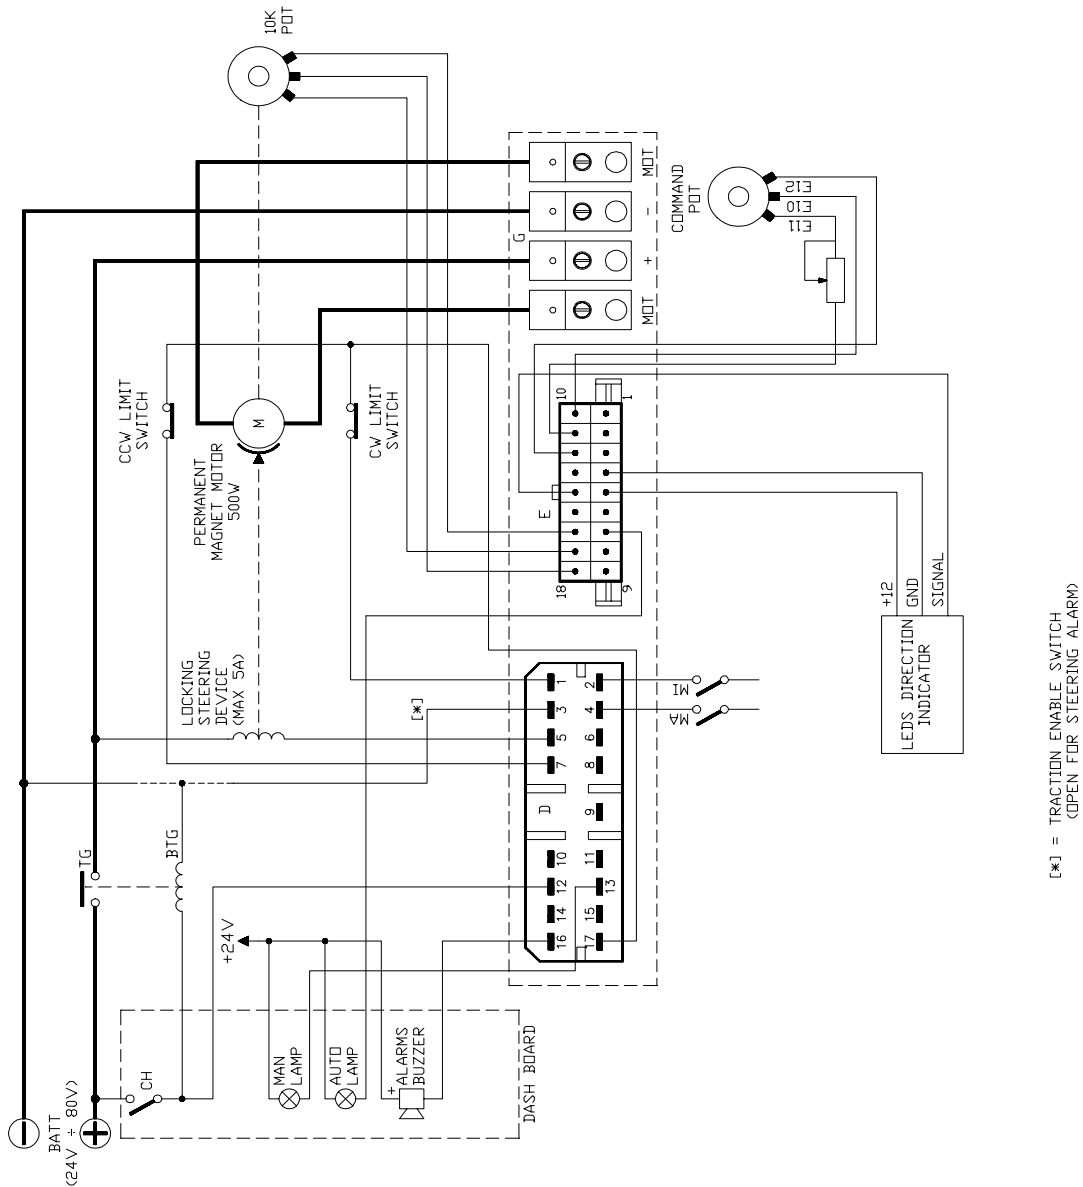 10K
POT
MOT
-
+
MOT
G
COMMAND
POT
E12
E10
E11
CCW LIMIT
SWITCH
M
CW LIMIT
SWITCH
PERMANENT
MAGNET MOTOR
500W
10
1
E
18
9
+12
GND
SIGNAL
LEDS DIRECTION
INDICATOR
LOCKING
STEERING
DEVICE
(MAX 5A)
[*]
1
2
3
4
5
6
7
8
D
9
10
11
12
13
14
15
16
17
MI
MA
TG
BTG
+24V
CH
MAN
LAMP
AUTO
LAMP
+
ALARMS
BUZZER
DASH BOARD
BATT
(24V ÷ 80V)
[*] = TRACTION ENABLE SWITCH
(OPEN FOR STEERING ALARM)